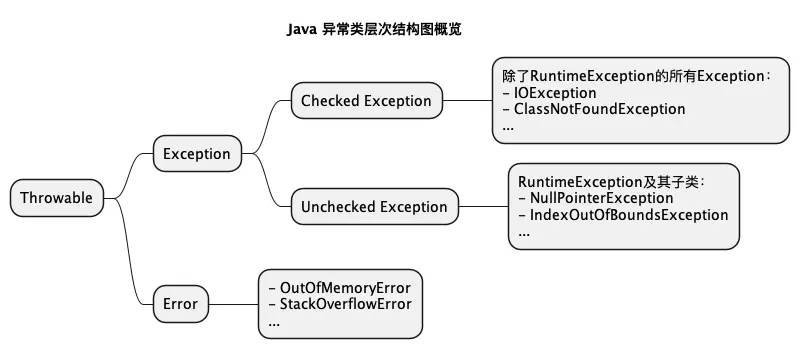 Java 异常类层次结构图概览
除了RuntimeException的所有Exception：
- IOException
- ClassNotFoundException
...
Checked Exception
Exception
RuntimeException及其子类：
- NullPointerException
- IndexOutOfBoundsException
...
Unchecked Exception
Throwable
Error
- OutOfMemoryError
- StackOverflowError
...